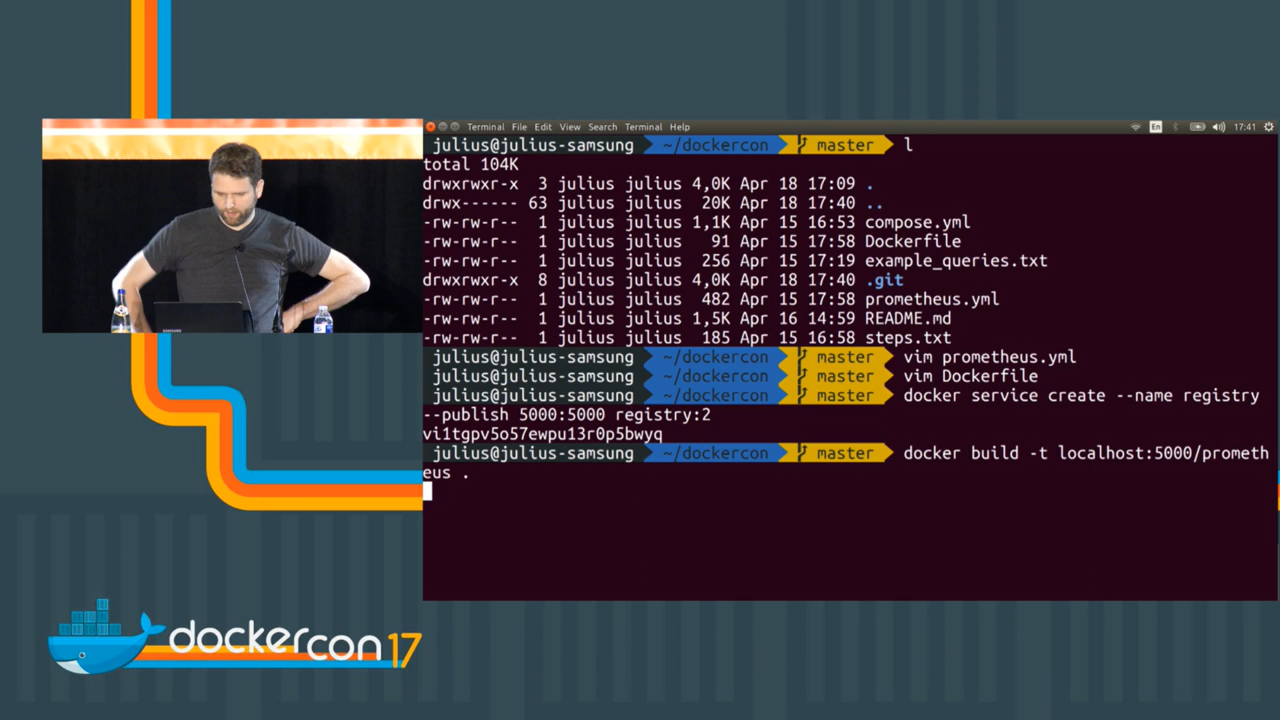 Terminal File Edit View Search Terminal Help En 17:41
julius@julius-samsung ~/dockercon master l
total 104K
drwxrwxr-x 3 julius julius 4,0K Apr 18 17:09 .
drwx------ 63 julius julius 20K Apr 18 17:40 ..
-rw-rw-r-- 1 julius julius 1,1K Apr 15 16:53 compose.yml
-rw-rw-r-- 1 julius julius 91 Apr 15 17:58 Dockerfile
-rw-rw-r-- 1 julius julius 256 Apr 15 17:19 example_queries.txt
drwxrwxr-x 8 julius julius 4,0K Apr 18 17:40 .git
-rw-rw-r-- 1 julius julius 482 Apr 15 17:58 prometheus.yml
-rw-rw-r-- 1 julius julius 1,5K Apr 16 14:59 README.md
-rw-rw-r-- 1 julius julius 185 Apr 15 16:58 steps.txt
julius@julius-samsung ~/dockercon master vim prometheus.yml
julius@julius-samsung ~/dockercon master vim Dockerfile
julius@julius-samsung ~/dockercon master docker service create --name registry
--publish 5000:5000 registry:2
vi1tgpv5o57ewpu13r0p5bwyq
julius@julius-samsung ~/dockercon master docker build -t localhost:5000/prometh
eus .
SAMSUNG
dockercon 17